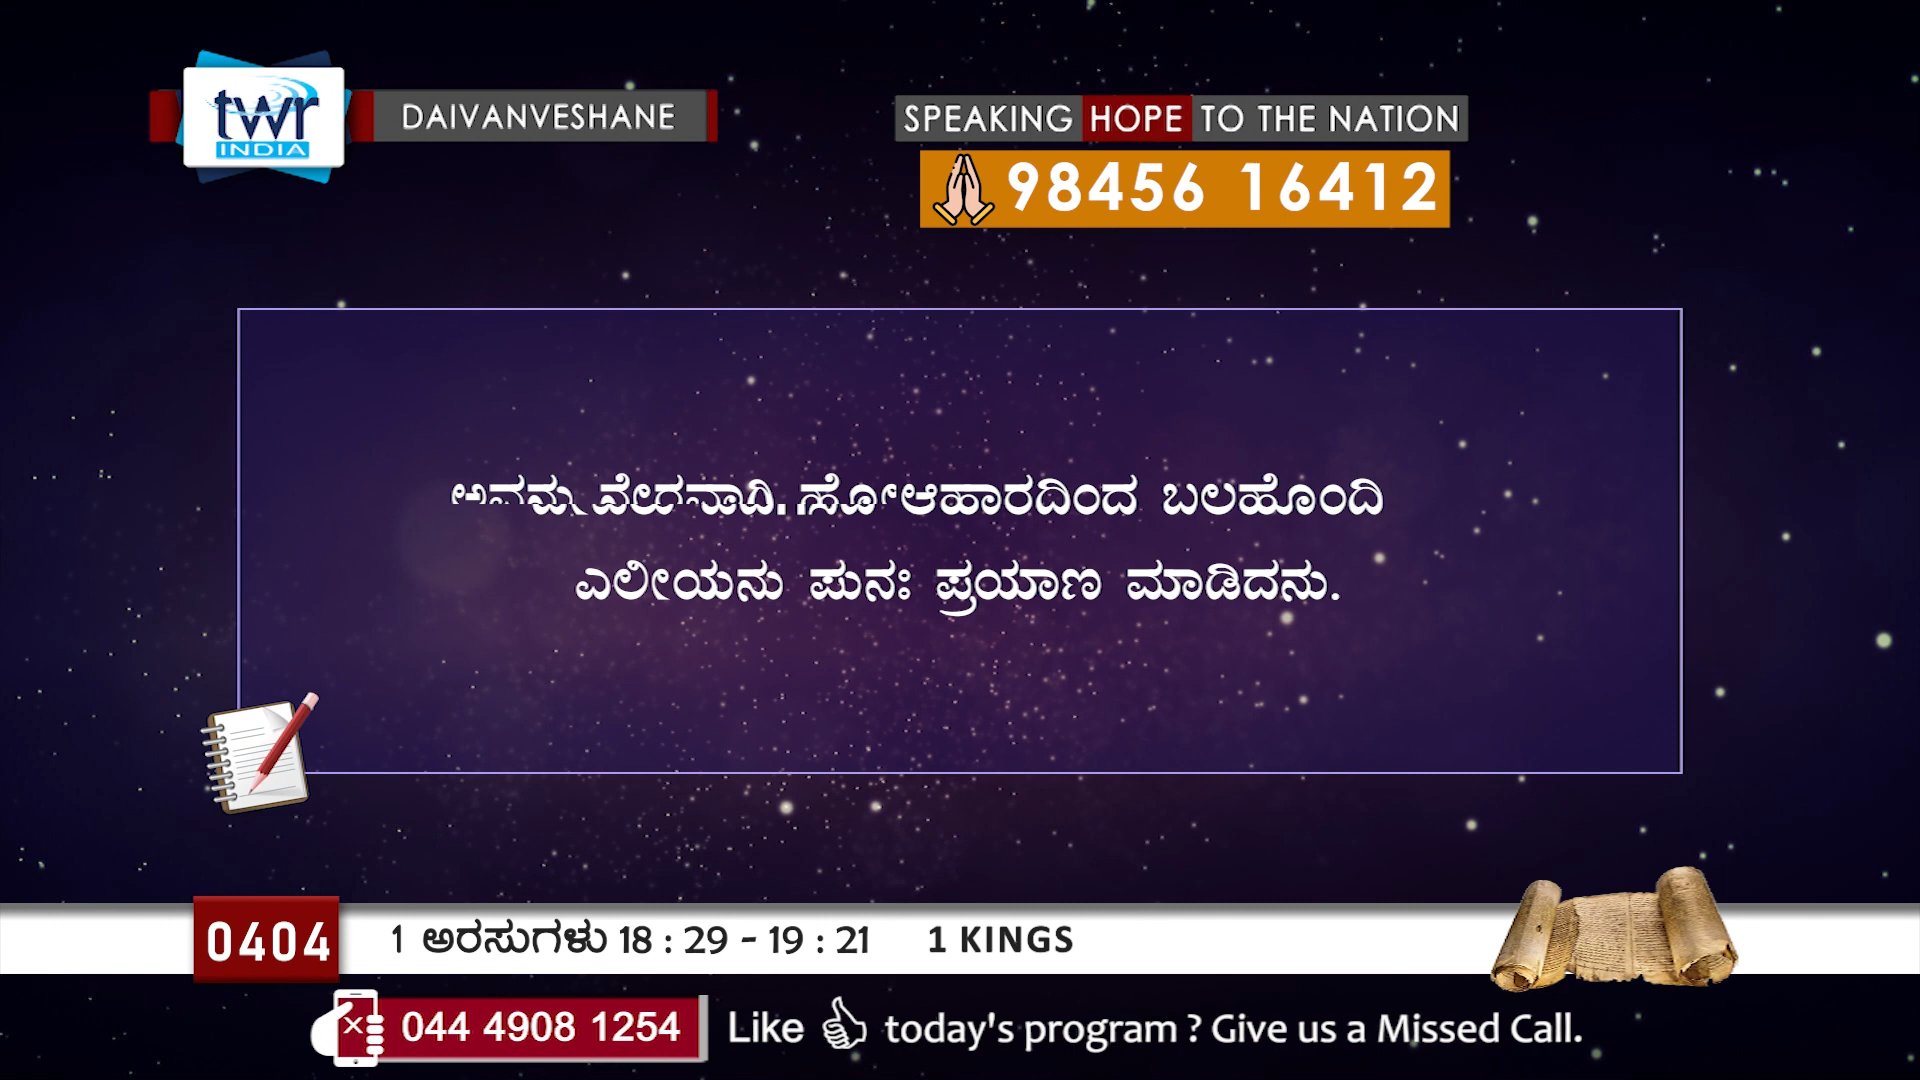 twr
INDIA
DAIVANVESHANE
SPEAKING HOPE TO THE NATION
98456 16412
ಆಹಾರದಿಂದ ಬಲಹೊಂದಿ
ಎಲೀಯನು ಪುನಃ ಪ್ರಯಾಣ ಮಾಡಿದನು.
0404
1 ಅರಸುಗಳು 18 : 29 - 19 : 21 1 KINGS
044 4908 1254
Like today's program ? Give us a Missed Call.